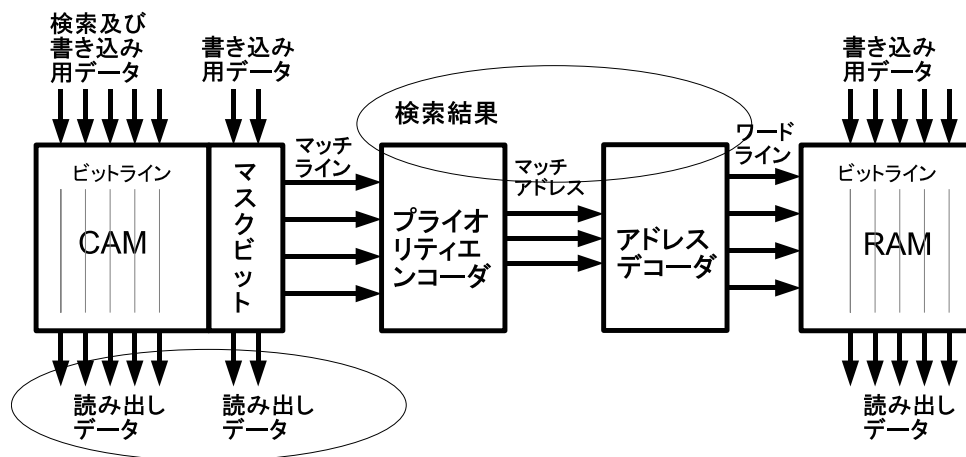 検索及び
書き込み
用データ
書き込み
用データ
検索結果
書き込み
用データ
ビットライン
CAM
マスクビット
マッチ
ライン
プライオ
リティエ
ンコーダ
マッチ
アドレス
アドレス
デコーダ
ワード
ライン
ビットライン
RAM
読み出し
データ
読み出し
データ
読み出し
データ